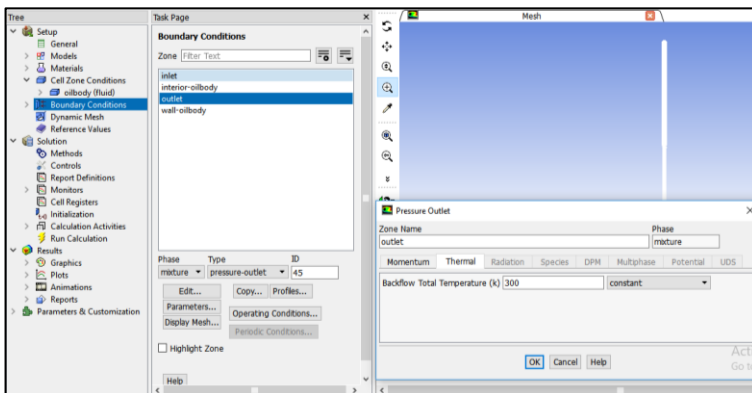 Tree
Setup
General
Models
Materials
Cell Zone Conditions
oilbody (fluid)
Boundary Conditions
Dynamic Mesh
Reference Values
Solution
Methods
Controls
Report Definitions
Monitors
Cell Registers
Initialization
Calculation Activities
Run Calculation
Results
Graphics
Plots
Animations
Reports
Parameters & Customization
Task Page
Boundary Conditions
Zone Filter Text
inlet
interior-oilbody
outlet
wall-oilbody
Phase Type ID
mixture pressure-outlet 45
Edit... Copy... Profiles...
Parameters... Operating Conditions...
Display Mesh... Periodic Conditions...
Highlight Zone
Help
Mesh
Pressure Outlet
Zone Name Phase
outlet mixture
Momentum Thermal Radiation Species DPM Multiphase Potential UDS
Backflow Total Temperature (k) 300 constant
OK Cancel Help
Act
Go to